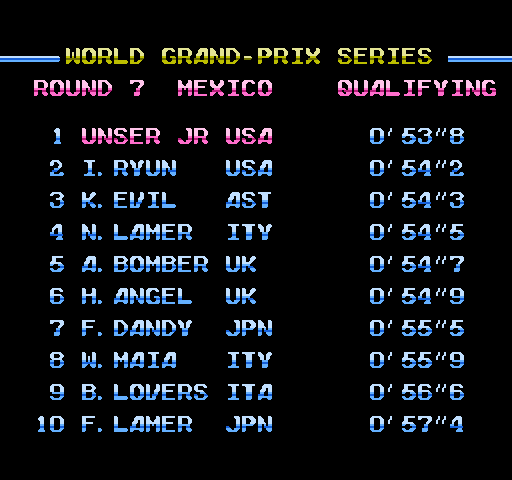 WORLD GRAND-PRIX SERIES
ROUND 7 MEXICO QUALIFYING
1 UNSER JR USA 0'53"8
2 I. RYUN USA 0'54"2
3 K. EVIL AST 0'54"3
4 N. LAMER ITY 0'54"5
5 A. BOMBER UK 0'54"7
6 H. ANGEL UK 0'54"9
7 F. DANDY JPN 0'55"5
8 W. MAIA ITY 0'55"9
9 B. LOVERS ITA 0'56"6
10 F. LAMER JPN 0'57"4